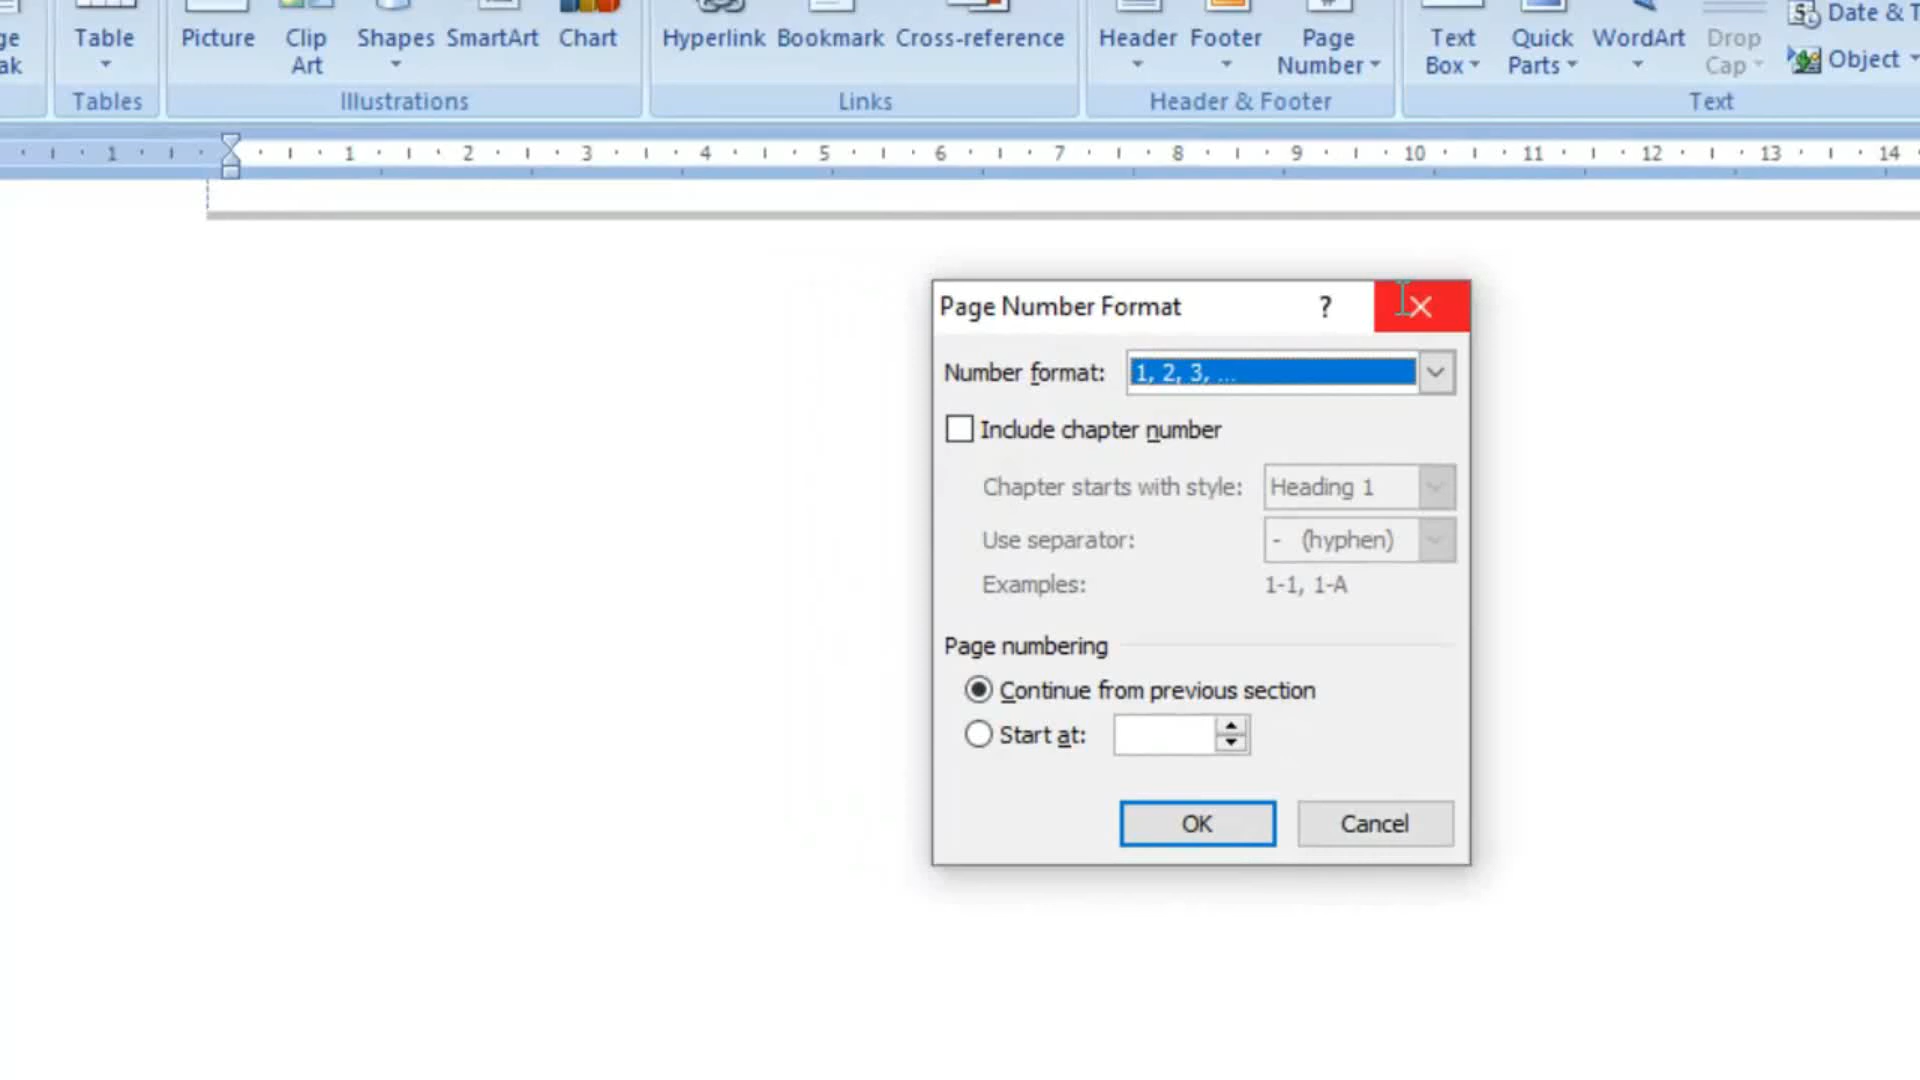 ge
ak
Table
Picture
Clip
Art
Shapes
SmartArt
Chart
Hyperlink
Bookmark
Cross-reference
Header
Footer
Page
Number
Text
Box
Quick
Parts
WordArt
Drop
Cap
Date & T
Object
Tables
Illustrations
Links
Header & Footer
Text
1 1 2 3 4 5 6 7 8 9 10 11 12 13 14
Page Number Format ?
Number format: 1, 2, 3, ...
Include chapter number
Chapter starts with style: Heading 1
Use separator: - (hyphen)
Examples: 1-1, 1-A
Page numbering
Continue from previous section
Start at:
OK Cancel